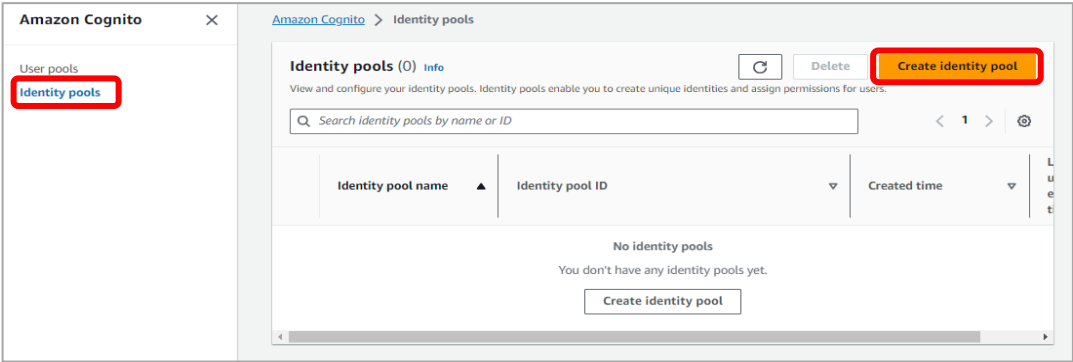 Amazon Cognito
User pools
Identity pools
Amazon Cognito > Identity pools
Identity pools (0) Info
Delete
Create identity pool
View and configure your identity pools. Identity pools enable you to create unique identities and assign permissions for users.
Search identity pools by name or ID
1
Identity pool name
Identity pool ID
Created time
No identity pools
You don't have any identity pools yet.
Create identity pool